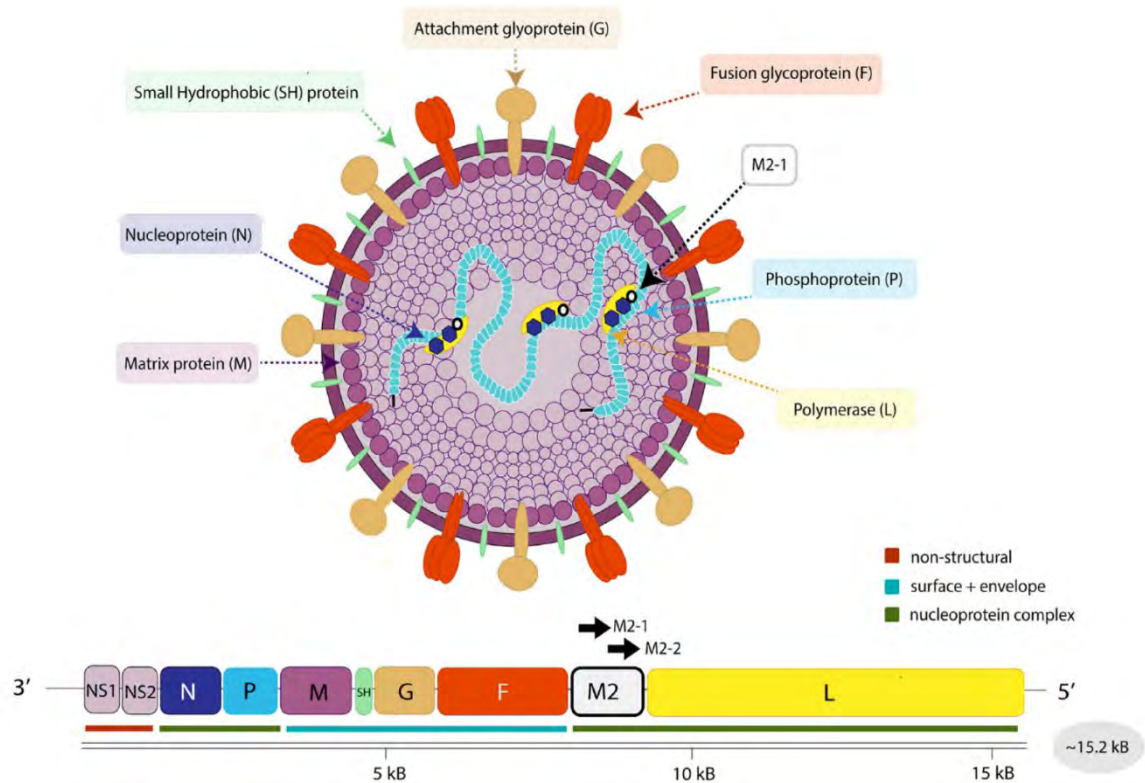 Attachment glyoprotein (G)
Fusion glycoprotein (F)
Small Hydrophobic (SH) protein
M2-1
Nucleoprotein (N)
Phosphoprotein (P)
Matrix protein (M)
Polymerase (L)
non-structural
surface + envelope
nucleoprotein complex
M2-1
M2-2
3′ NS1 NS2 N P M SH G F M2 L 5′
~15.2 kB
5 kB 10 kB 15 kB